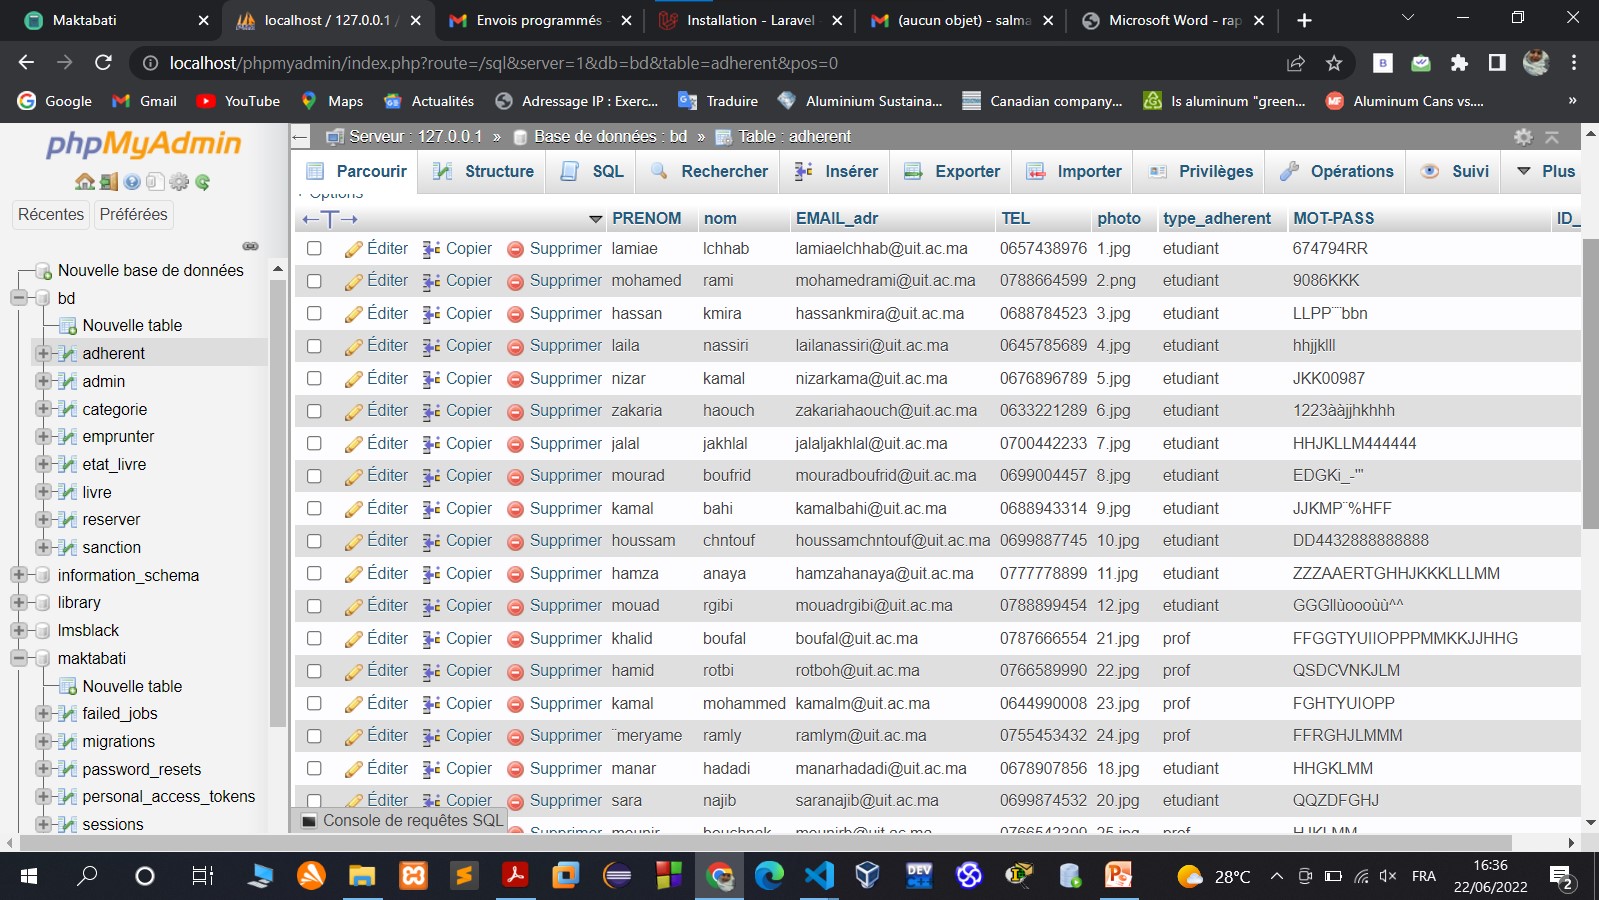 Maktabati
localhost / 127.0.0.1 /
Envois programmés
Installation - Laravel
(aucun objet) - salma
Microsoft Word - rap
localhost/phpmyadmin/index.php?route=/sql&server=1&db=bd&table=adherent&pos=0
Google Gmail YouTube Maps Actualités Adressage IP : Exerc... Traduire Aluminium Sustaina... Canadian company... Is aluminum "green... Aluminum Cans vs.... »
phpMyAdmin
Récentes Préférées
Nouvelle base de données
bd
Nouvelle table
adherent
admin
categorie
emprunter
etat_livre
livre
reserver
sanction
information_schema
library
lmsblack
maktabati
Nouvelle table
failed_jobs
migrations
password_resets
personal_access_tokens
sessions
Serveur : 127.0.0.1 » Base de données : bd » Table : adherent
Parcourir Structure SQL Rechercher Insérer Exporter Importer Privilèges Opérations Suivi Plus
Options
PRENOM nom EMAIL_adr TEL photo type_adherent MOT-PASS ID_
Éditer Copier Supprimer lamiae lchhab lamiaelchhab@uit.ac.ma 0657438976 1.jpg etudiant 674794RR
Éditer Copier Supprimer mohamed rami mohamedrami@uit.ac.ma 0788664599 2.png etudiant 9086KKK
Éditer Copier Supprimer hassan kmira hassankmira@uit.ac.ma 0688784523 3.jpg etudiant LLPP¨¨bbn
Éditer Copier Supprimer laila nassiri lailanassiri@uit.ac.ma 0645785689 4.jpg etudiant hhjjklll
Éditer Copier Supprimer nizar kamal nizarkama@uit.ac.ma 0676896789 5.jpg etudiant JKK00987
Éditer Copier Supprimer zakaria haouch zakariahaouch@uit.ac.ma 0633221289 6.jpg etudiant 1223ààjjhkhhh
Éditer Copier Supprimer jalal jakhlal jalaljakhlal@uit.ac.ma 0700442233 7.jpg etudiant HHJKLLM444444
Éditer Copier Supprimer mourad boufrid mouradboufrid@uit.ac.ma 0699004457 8.jpg etudiant EDGKi_-'"
Éditer Copier Supprimer kamal bahi kamalbahi@uit.ac.ma 0688943314 9.jpg etudiant JJKMP¨%HFF
Éditer Copier Supprimer houssam chntouf houssamchntouf@uit.ac.ma 0699887745 10.jpg etudiant DD4432888888888
Éditer Copier Supprimer hamza anaya hamzahanaya@uit.ac.ma 0777778899 11.jpg etudiant ZZZAAERTGHHJKKKLLLMM
Éditer Copier Supprimer mouad rgibi mouadrgibi@uit.ac.ma 0788899454 12.jpg etudiant GGGllùoooùù^^
Éditer Copier Supprimer khalid boufal boufal@uit.ac.ma 0787666554 21.jpg prof FFGGTYUIIOPPPMMKKJJHHG
Éditer Copier Supprimer hamid rotbi rotboh@uit.ac.ma 0766589990 22.jpg prof QSDCVNKJLM
Éditer Copier Supprimer kamal mohammed kamalm@uit.ac.ma 0644990008 23.jpg prof FGHTYUIOPP
Éditer Copier Supprimer ¨meryame ramly ramlym@uit.ac.ma 0755453432 24.jpg prof FFRGHJLMMM
Éditer Copier Supprimer manar hadadi manarhadadi@uit.ac.ma 0678907856 18.jpg etudiant HHGKLMM
Éditer Copier Supprimer sara najib saranajib@uit.ac.ma 0699874532 20.jpg etudiant QQZDFGHJ
Console de requêtes SQL
28°C FRA 16:36
22/06/2022
2